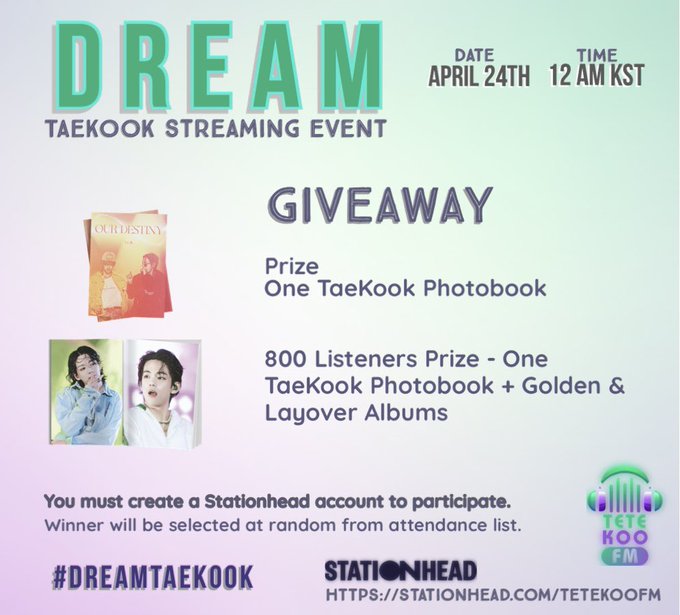 DREAM
TAEKOOK STREAMING EVENT
DATE
APRIL 24TH
TIME
12 AM KST
GIVEAWAY
OUR DESTINY
Prize
One TaeKook Photobook
800 Listeners Prize - One
TaeKook Photobook + Golden &
Layover Albums
You must create a Stationhead account to participate.
Winner will be selected at random from attendance list.
#DREAMTAEKOOK
STATIONHEAD
HTTPS://STATIONHEAD.COM/TETEKOOFM
TETE
KOO
FM